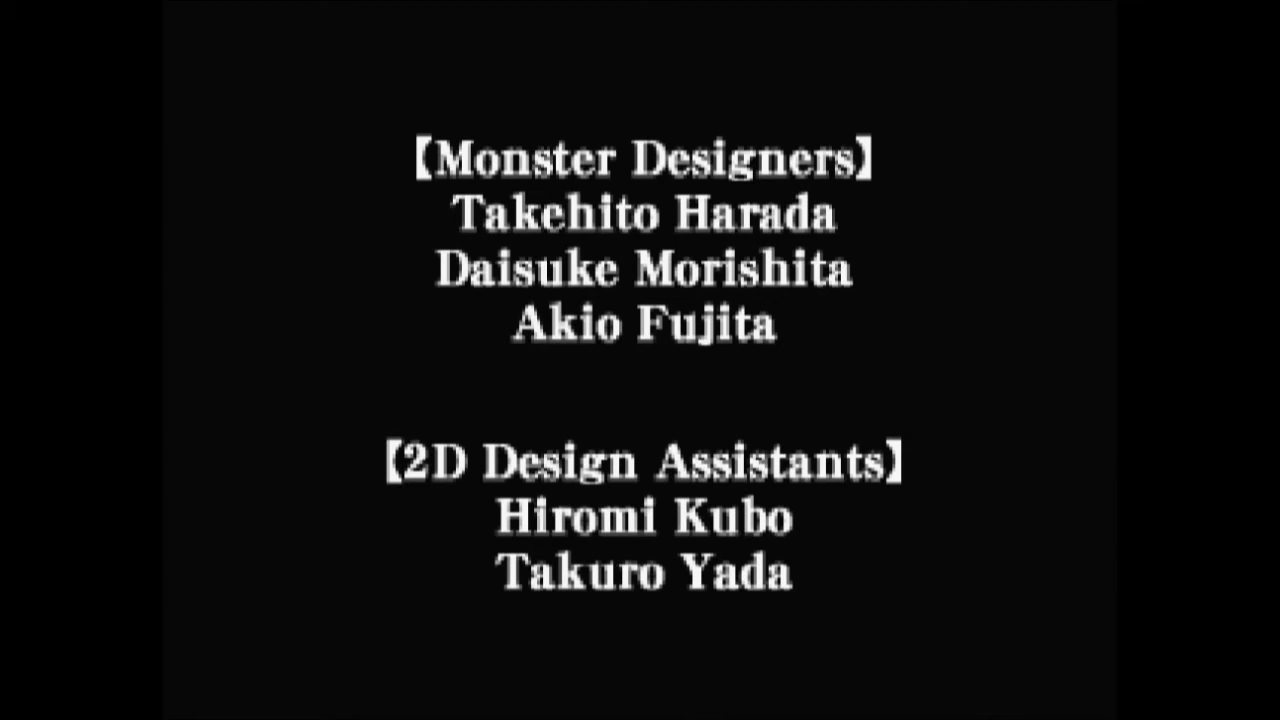 【Monster Designers】
Takehito Harada
Daisuke Morishita
Akio Fujita
【2D Design Assistants】
Hiromi Kubo
Takuro Yada